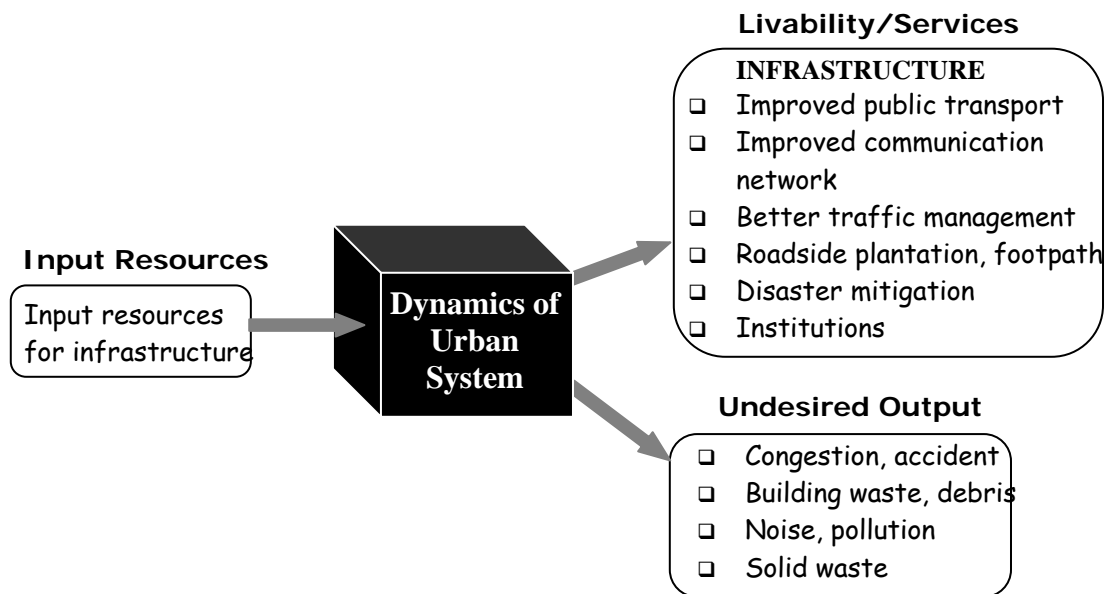 Input Resources
Input resources
for infrastructure
Dynamics of
Urban
System
Livability/Services
INFRASTRUCTURE
❑ Improved public transport
❑ Improved communication
network
❑ Better traffic management
❑ Roadside plantation, footpath
❑ Disaster mitigation
❑ Institutions
Undesired Output
❑ Congestion, accident
❑ Building waste, debris
❑ Noise, pollution
❑ Solid waste